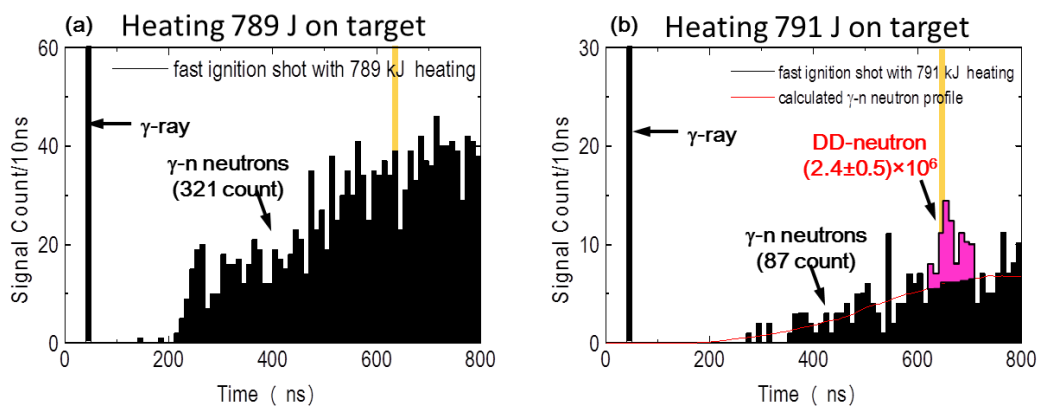 (a) Heating 789 J on target
60
40
20
0
Signal Count/10ns
fast ignition shot with 789 kJ heating
γ-ray
γ-n neutrons
(321 count)
0 200 400 600 800
Time ( ns)
(b) Heating 791 J on target
30
20
10
0
Signal Count/10ns
fast ignition shot with 791 kJ heating
calculated γ-n neutron profile
γ-ray
DD-neutron
(2.4±0.5)×10⁶
γ-n neutrons
(87 count)
0 200 400 600 800
Time ( ns)